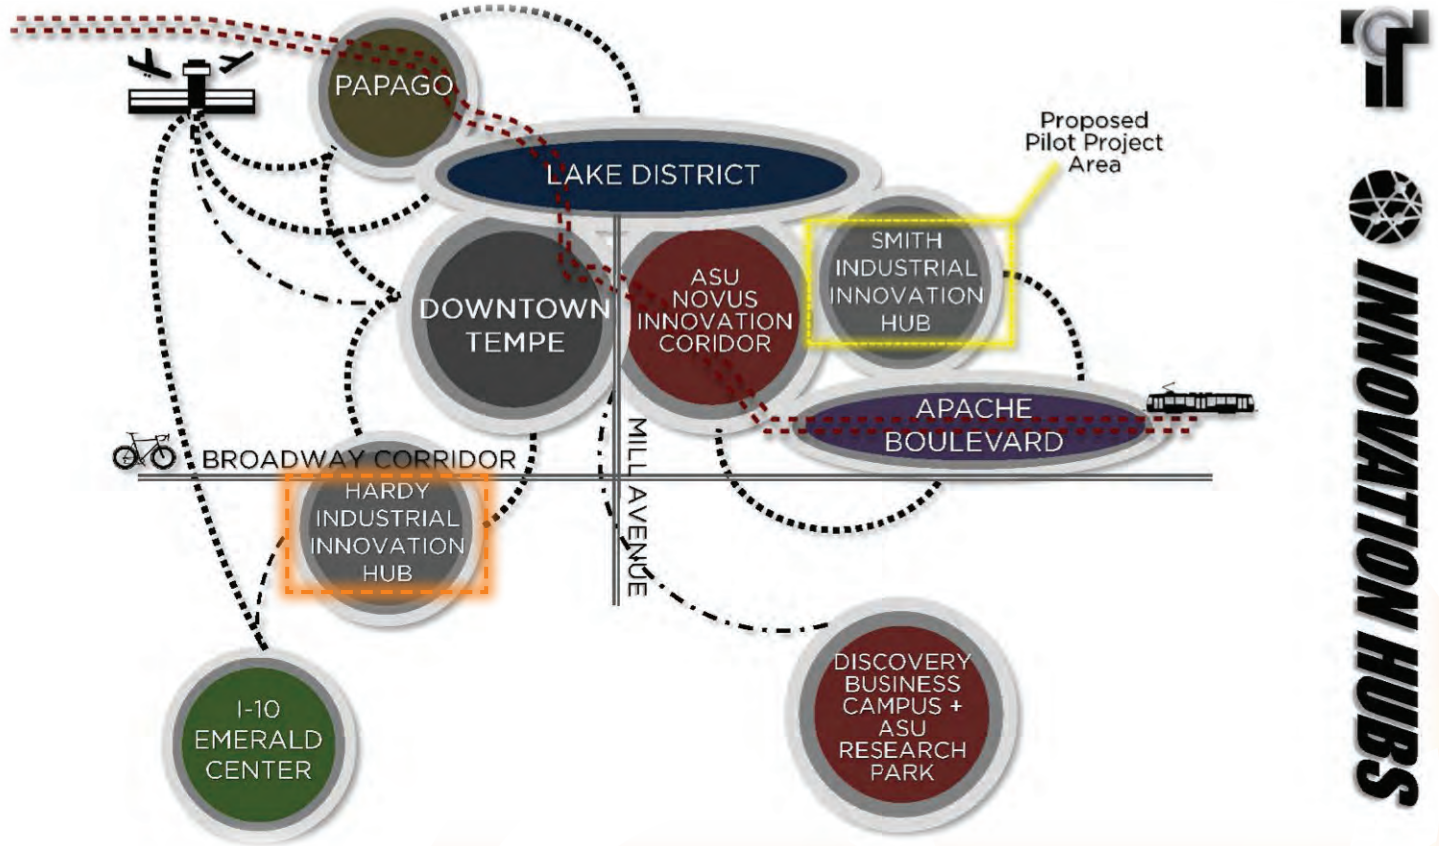 PAPAGO
LAKE DISTRICT
Proposed
Pilot Project
Area
SMITH
INDUSTRIAL
INNOVATION
HUB
DOWNTOWN
TEMPE
ASU
NOVUS
INNOVATION
CORIDOR
APACHE
BOULEVARD
BROADWAY CORRIDOR
MILL AVENUE
HARDY
INDUSTRIAL
INNOVATION
HUB
I-10
EMERALD
CENTER
DISCOVERY
BUSINESS
CAMPUS +
ASU
RESEARCH
PARK
T
INNOVATION HUBS